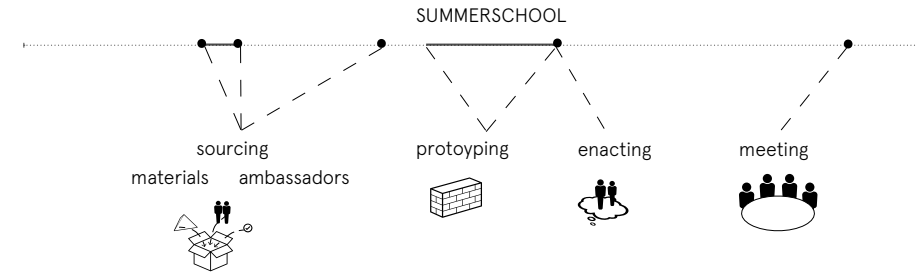 SUMMERSCHOOL
sourcing
protoyping
enacting
meeting
materials
ambassadors